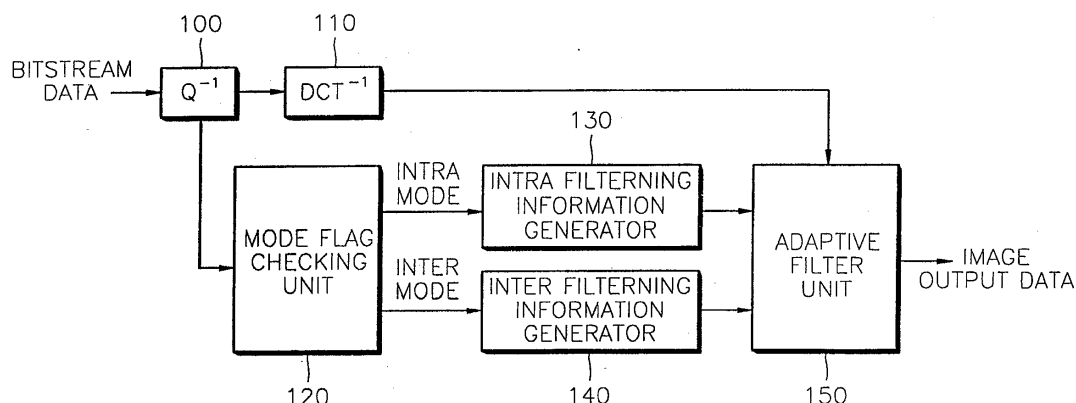 100
110
BITSTREAM
DATA
Q⁻¹
DCT⁻¹
130
INTRA
MODE
INTRA FILTERNING
INFORMATION
GENERATOR
MODE FLAG
CHECKING
UNIT
INTER
MODE
INTER FILTERNING
INFORMATION
GENERATOR
ADAPTIVE
FILTER
UNIT
IMAGE
OUTPUT DATA
120
140
150